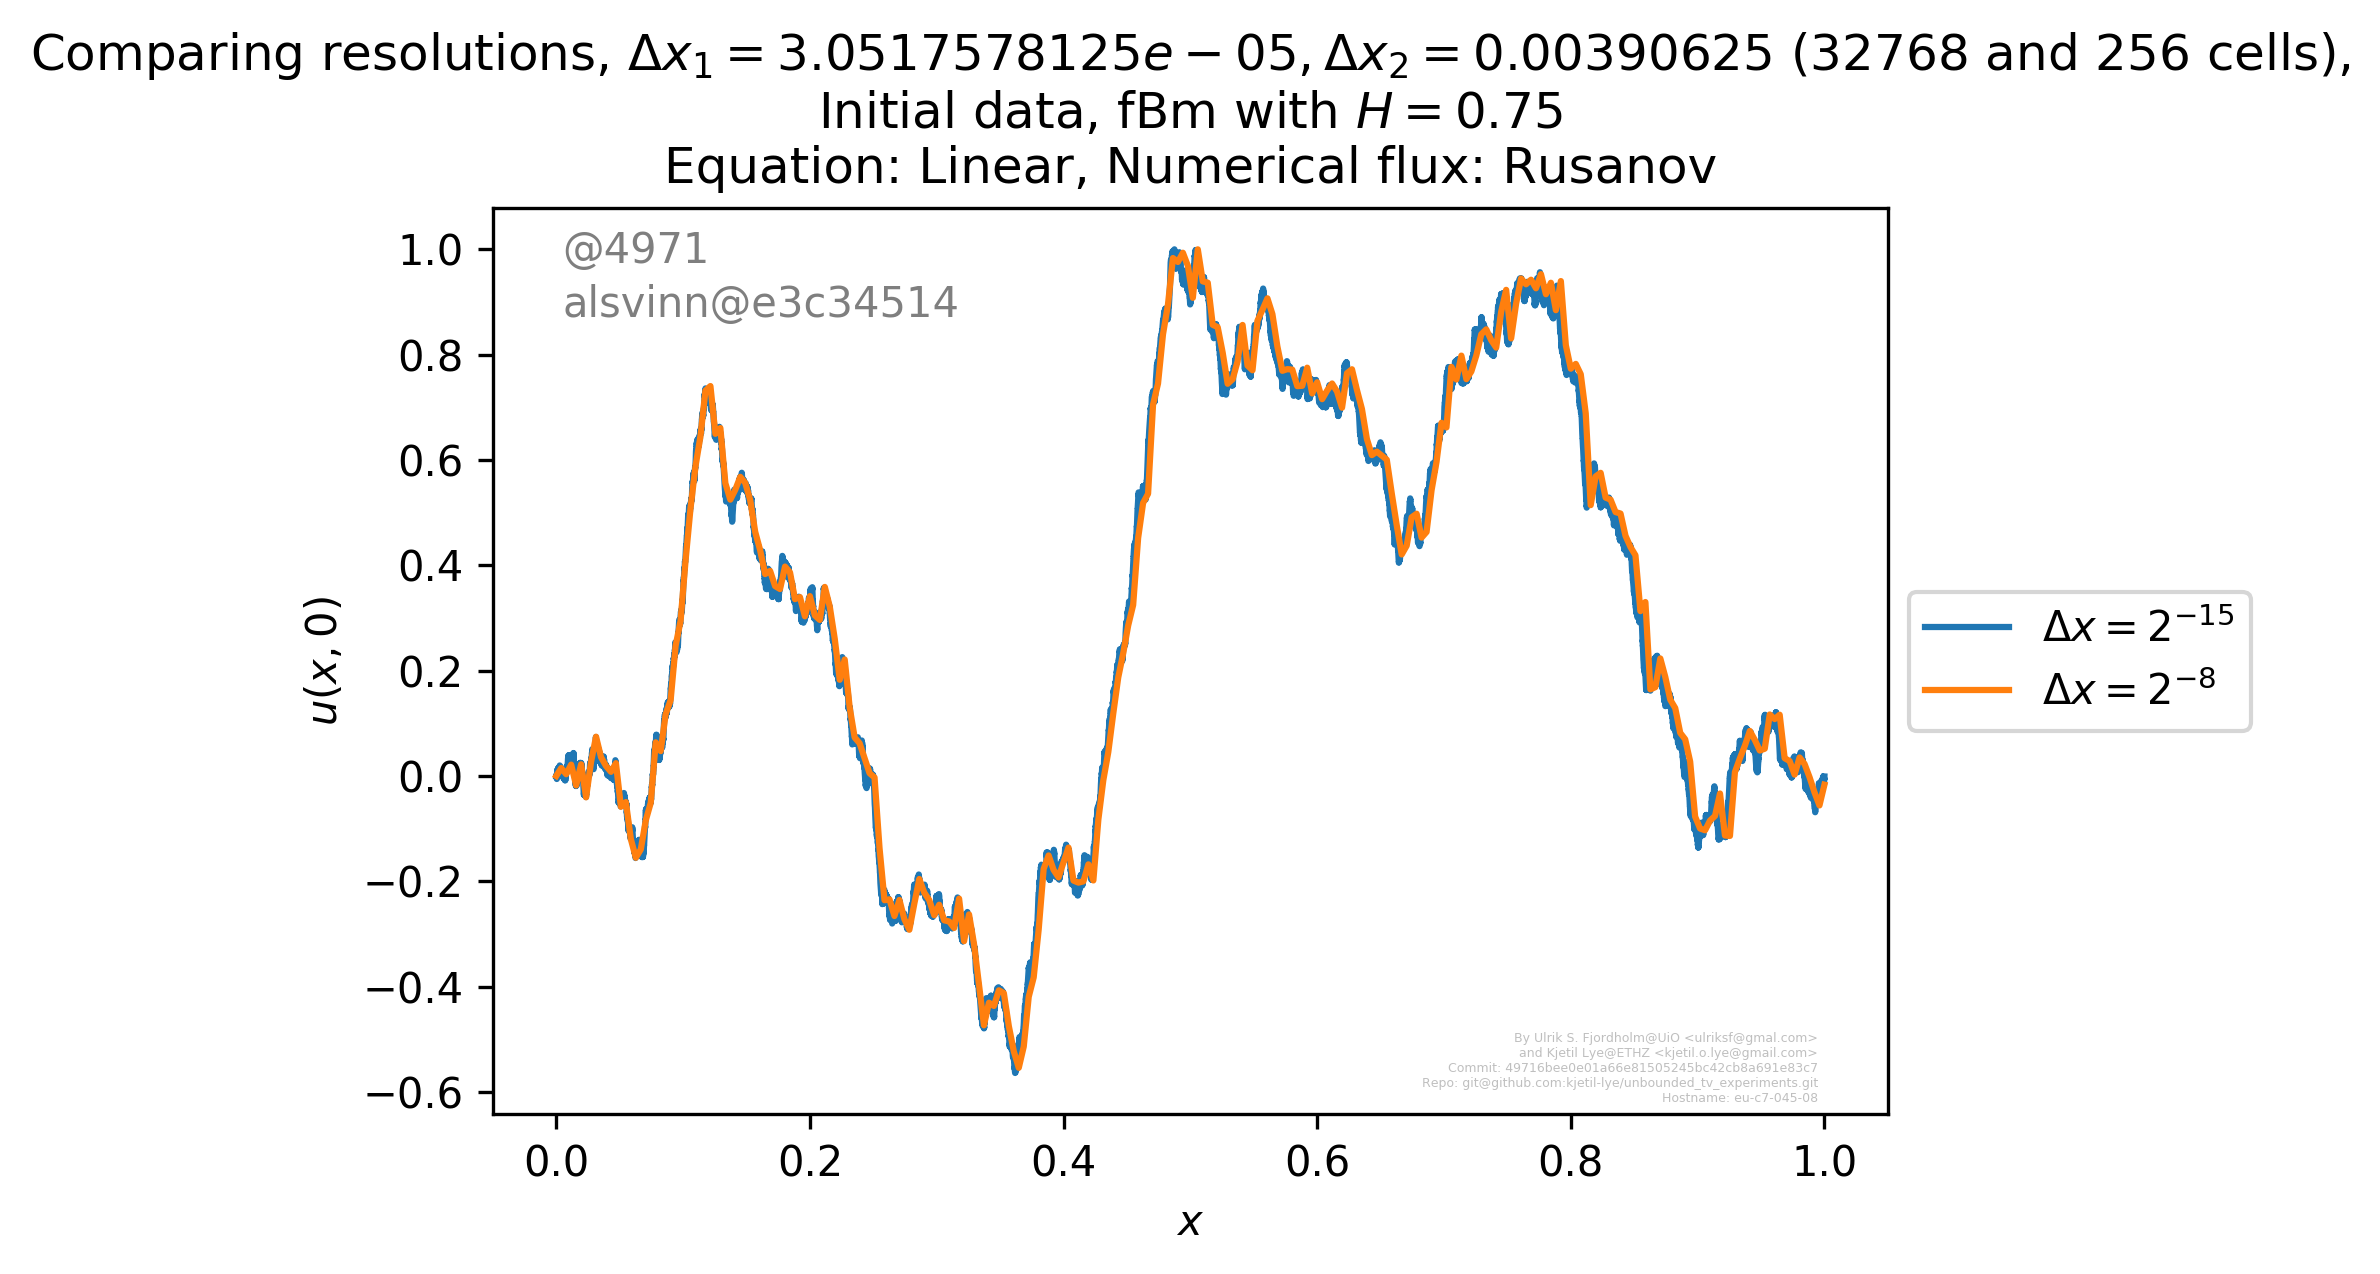 Comparing resolutions, Δx₁ = 3.0517578125e − 05, Δx₂ = 0.00390625 (32768 and 256 cells),
Initial data, fBm with H = 0.75
Equation: Linear, Numerical flux: Rusanov
@4971
alsvinn@e3c34514
1.0
0.8
0.6
0.4
0.2
0.0
−0.2
−0.4
−0.6
u(x, 0)
Δx = 2⁻¹⁵
Δx = 2⁻⁸
By Ulrik S. Fjordholm@UiO <ulriksf@gmal.com>
and Kjetil Lye@ETHZ <kjetil.o.lye@gmail.com>
Commit: 49716bee0e01a66e81505245bc42cb8a691e83c7
Repo: git@github.com:kjetil-lye/unbounded_tv_experiments.git
Hostname: eu-c7-045-08
0.0 0.2 0.4 0.6 0.8 1.0
x